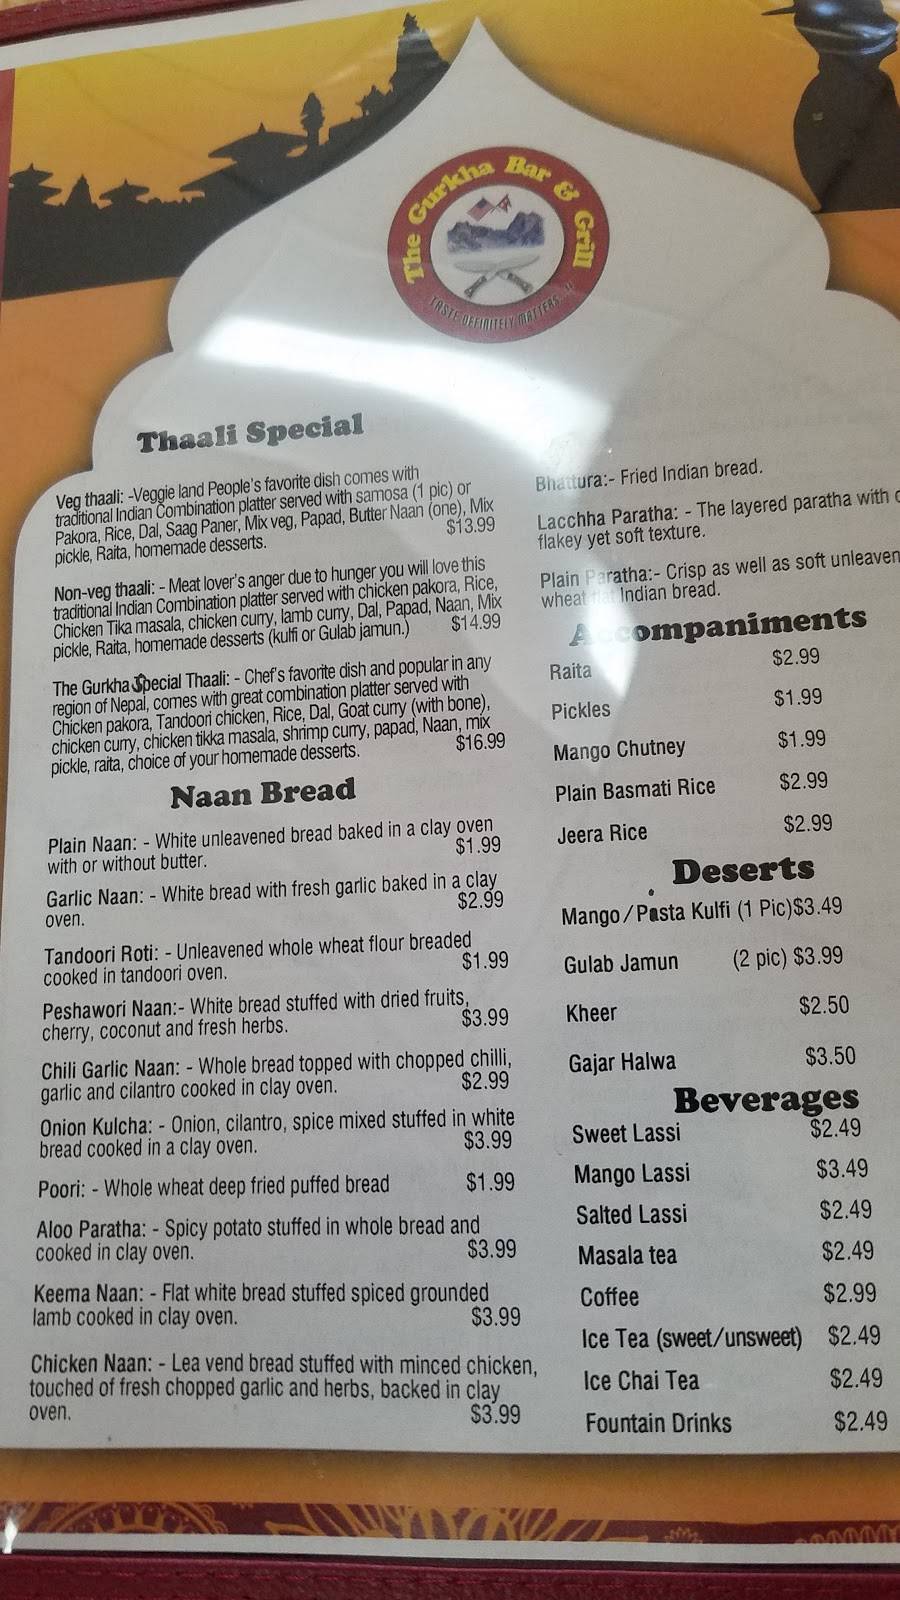 The Gurkha Bar & Grill
TASTE DEFINITELY MATTERS..."
Thaali Special
Veg thaali: -Veggie land People's favorite dish comes with
traditional Indian Combination platter served with samosa (1 pic) or
Pakora, Rice, Dal, Saag Paner, Mix veg, Papad, Butter Naan (one), Mix
pickle, Raita, homemade desserts. $13.99
Non-veg thaali: - Meat lover's anger due to hunger you will love this
traditional Indian Combination platter served with chicken pakora, Rice,
Chicken Tika masala, chicken curry, lamb curry, Dal, Papad, Naan, Mix
pickle, Raita, homemade desserts (kulfi or Gulab jamun.) $14.99
The Gurkha Special Thaali: - Chef's favorite dish and popular in any
region of Nepal, comes with great combination platter served with
Chicken pakora, Tandoori chicken, Rice, Dal, Goat curry (with bone),
chicken curry, chicken tikka masala, shrimp curry, papad, Naan, mix
pickle, raita, choice of your homemade desserts. $16.99
Naan Bread
Plain Naan: - White unleavened bread baked in a clay oven
with or without butter. $1.99
Garlic Naan: - White bread with fresh garlic baked in a clay
oven. $2.99
Tandoori Roti: - Unleavened whole wheat flour breaded
cooked in tandoori oven. $1.99
Peshawori Naan:- White bread stuffed with dried fruits,
cherry, coconut and fresh herbs. $3.99
Chili Garlic Naan: - Whole bread topped with chopped chilli,
garlic and cilantro cooked in clay oven. $2.99
Onion Kulcha: - Onion, cilantro, spice mixed stuffed in white
bread cooked in a clay oven. $3.99
Poori: - Whole wheat deep fried puffed bread $1.99
Aloo Paratha: - Spicy potato stuffed in whole bread and
cooked in clay oven. $3.99
Keema Naan: - Flat white bread stuffed spiced grounded
lamb cooked in clay oven. $3.99
Chicken Naan: - Lea vend bread stuffed with minced chicken,
touched of fresh chopped garlic and herbs, backed in clay
oven. $3.99
Bhattura:- Fried Indian bread.
Lacchha Paratha: - The layered paratha with
flakey yet soft texture.
Plain Paratha:- Crisp as well as soft unleaven
wheat flat Indian bread.
Accompaniments
Raita $2.99
Pickles $1.99
Mango Chutney $1.99
Plain Basmati Rice $2.99
Jeera Rice $2.99
Deserts
Mango/Pasta Kulfi (1 Pic)$3.49
Gulab Jamun (2 pic) $3.99
Kheer $2.50
Gajar Halwa $3.50
Beverages
Sweet Lassi $2.49
Mango Lassi $3.49
Salted Lassi $2.49
Masala tea $2.49
Coffee $2.99
Ice Tea (sweet/unsweet) $2.49
Ice Chai Tea $2.49
Fountain Drinks $2.49